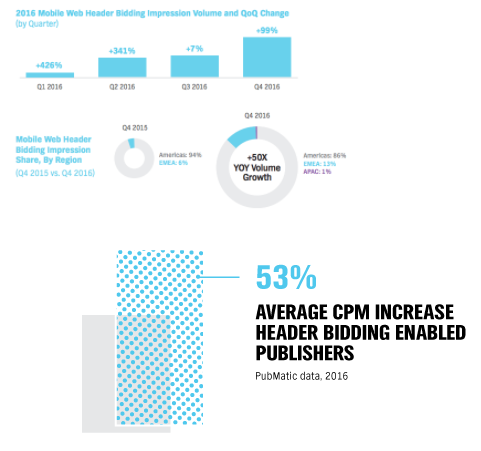 2016 Mobile Web Header Bidding Impression Volume and QoQ Change
(by Quarter)
+426%
+341%
+7%
+99%
Q1 2016
Q2 2016
Q3 2016
Q4 2016
Mobile Web Header
Bidding Impression
Share, By Region
(Q4 2015 vs. Q4 2016)
Q4 2015
Americas: 94%
EMEA: 6%
Q4 2016
+50X
YOY Volume
Growth
Americas: 86%
EMEA: 13%
APAC: 1%
53%
AVERAGE CPM INCREASE
HEADER BIDDING ENABLED
PUBLISHERS
PubMatic data, 2016